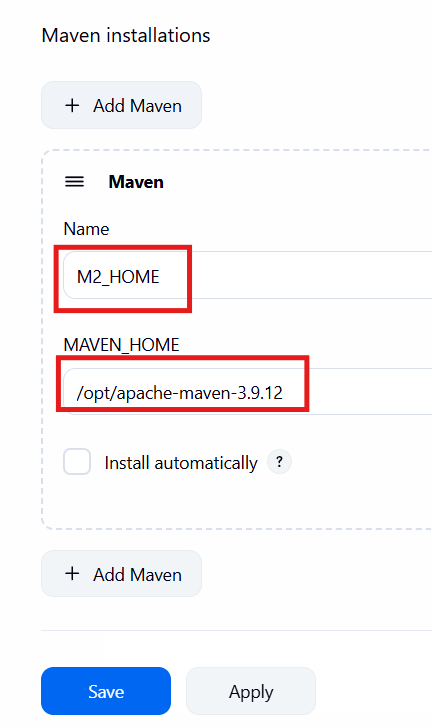 Maven installations
+ Add Maven
Maven
Name
M2_HOME
MAVEN_HOME
/opt/apache-maven-3.9.12
Install automatically ?
+ Add Maven
Save Apply